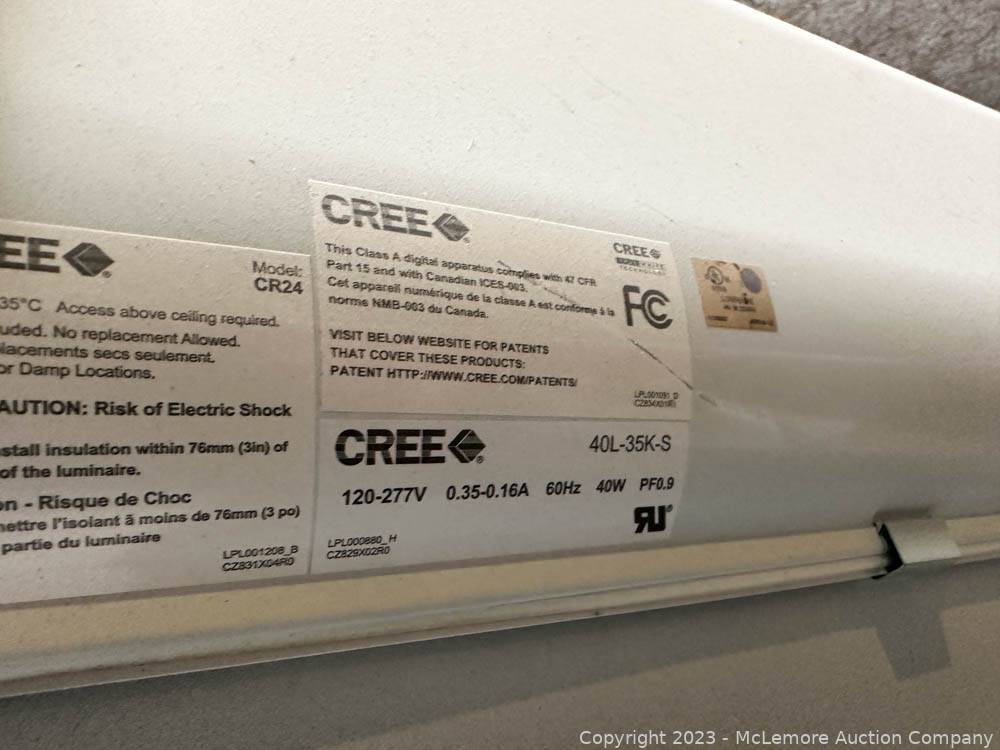 EE
Model:
CR24
35°C Access above ceiling required.
uded. No replacement Allowed.
lacements secs seulement.
or Damp Locations.
AUTION: Risk of Electric Shock
stall insulation within 76mm (3in) of
of the luminaire.
on - Risque de Choc
mettre l'isolant à moins de 76mm (3 po)
partie du luminaire
LPL001208_B
CZ831X04R0
CREE
This Class A digital apparatus complies with 47 CFR
Part 15 and with Canadian ICES-003.
Cet appareil numérique de la classe A est conforme à la
norme NMB-003 du Canada.
VISIT BELOW WEBSITE FOR PATENTS
THAT COVER THESE PRODUCTS:
PATENT HTTP://WWW.CREE.COM/PATENTS/
CREE
TECHNOLOGY
FC
LPL001091_D
CREE
40L-35K-S
120-277V 0.35-0.16A 60Hz 40W PF0.9
LPL000880_H
CZ829X02R0
Copyright 2023 - McLemore Auction Company